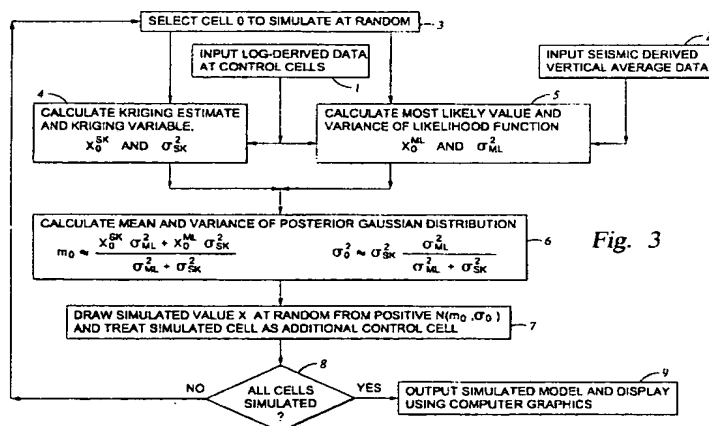 SELECT CELL 0 TO SIMULATE AT RANDOM
3
INPUT LOG-DERIVED DATA
AT CONTROL CELLS
1
INPUT SEISMIC DERIVED
VERTICAL AVERAGE DATA
4
CALCULATE KRIGING ESTIMATE
AND KRIGING VARIABLE,
X₀^SK AND σ²_SK
5
CALCULATE MOST LIKELY VALUE AND
VARIANCE OF LIKELIHOOD FUNCTION
X₀^ML AND σ²_ML
CALCULATE MEAN AND VARIANCE OF POSTERIOR GAUSSIAN DISTRIBUTION
m₀ ≈ (X₀^SK σ²_ML + X₀^ML σ²_SK) / (σ²_ML + σ²_SK)   σ₀² ≈ σ²_SK σ²_ML / (σ²_ML + σ²_SK)
6
Fig. 3
DRAW SIMULATED VALUE X AT RANDOM FROM POSITIVE N(m₀,σ₀)
AND TREAT SIMULATED CELL AS ADDITIONAL CONTROL CELL
7
8
NO
ALL CELLS
SIMULATED
?
YES
9
OUTPUT SIMULATED MODEL AND DISPLAY
USING COMPUTER GRAPHICS